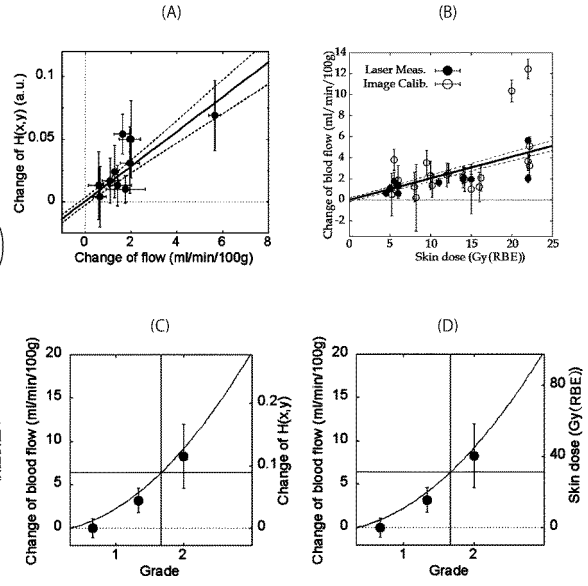 (A)
(B)
Change of H(x,y) (a.u.)
0.1
0.05
0
0
2
4
6
8
Change of flow (ml/min/100g)
Change of blod flow (ml/ min/ 100g)
14
12
10
8
6
4
2
0
-2
Laser Meas.
Image Calib.
0
5
10
15
20
25
Skin dose (Gy(RBE))
(C)
(D)
Change of blood flow (ml/min/100g)
20
15
10
5
0
0.2
0.1
0
Change of H(x,y)
1
2
Grade
Change of blood flow (ml/min/100g)
20
15
10
5
0
80
40
0
Skin dose (Gy(RBE))
1
2
Grade